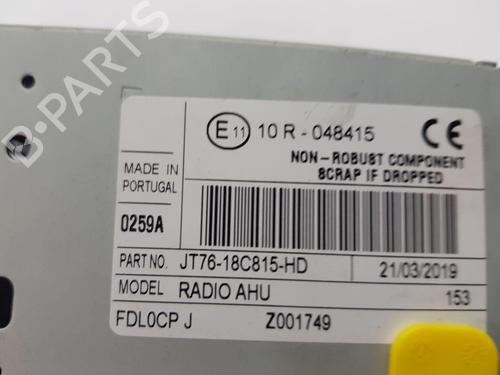 E11 10 R - 048415 CE
NON-ROBUST COMPONENT
SCRAP IF DROPPED
MADE IN
PORTUGAL
0259A
PART NO. JT76-18C815-HD 21/03/2019
MODEL RADIO AHU 153
FDL0CP J Z001749
B-PARTS